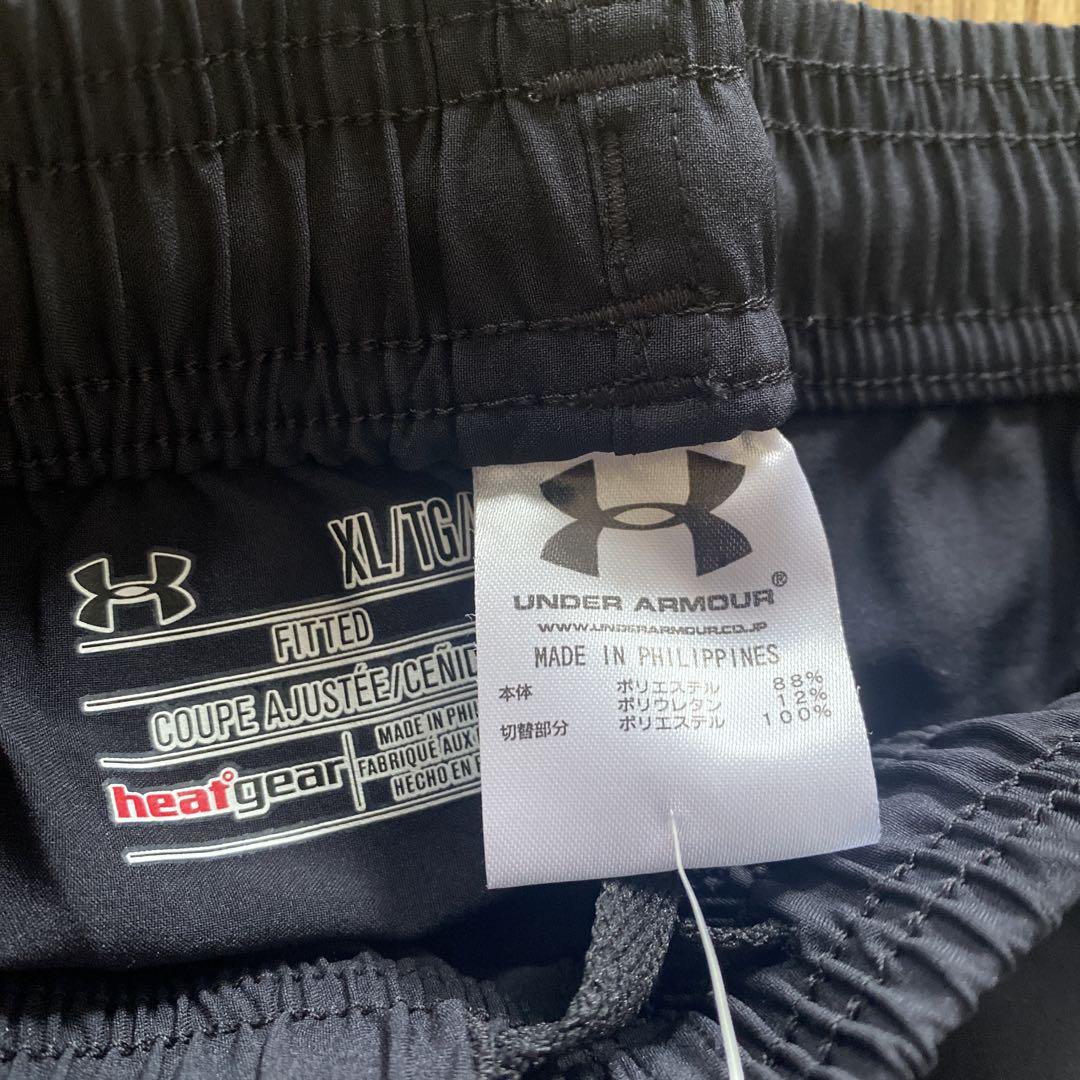 XL/TG/
FITTED
COUPE AJUSTÉE/CEÑID
heatgear
MADE IN PHI
FABRIQUÉ AUX
HECHO EN
UNDER ARMOUR®
WWW.UNDERARMOUR.CO.JP
MADE IN PHILIPPINES
本体 ポリエステル 88%
ポリウレタン 12%
切替部分 ポリエステル 100%